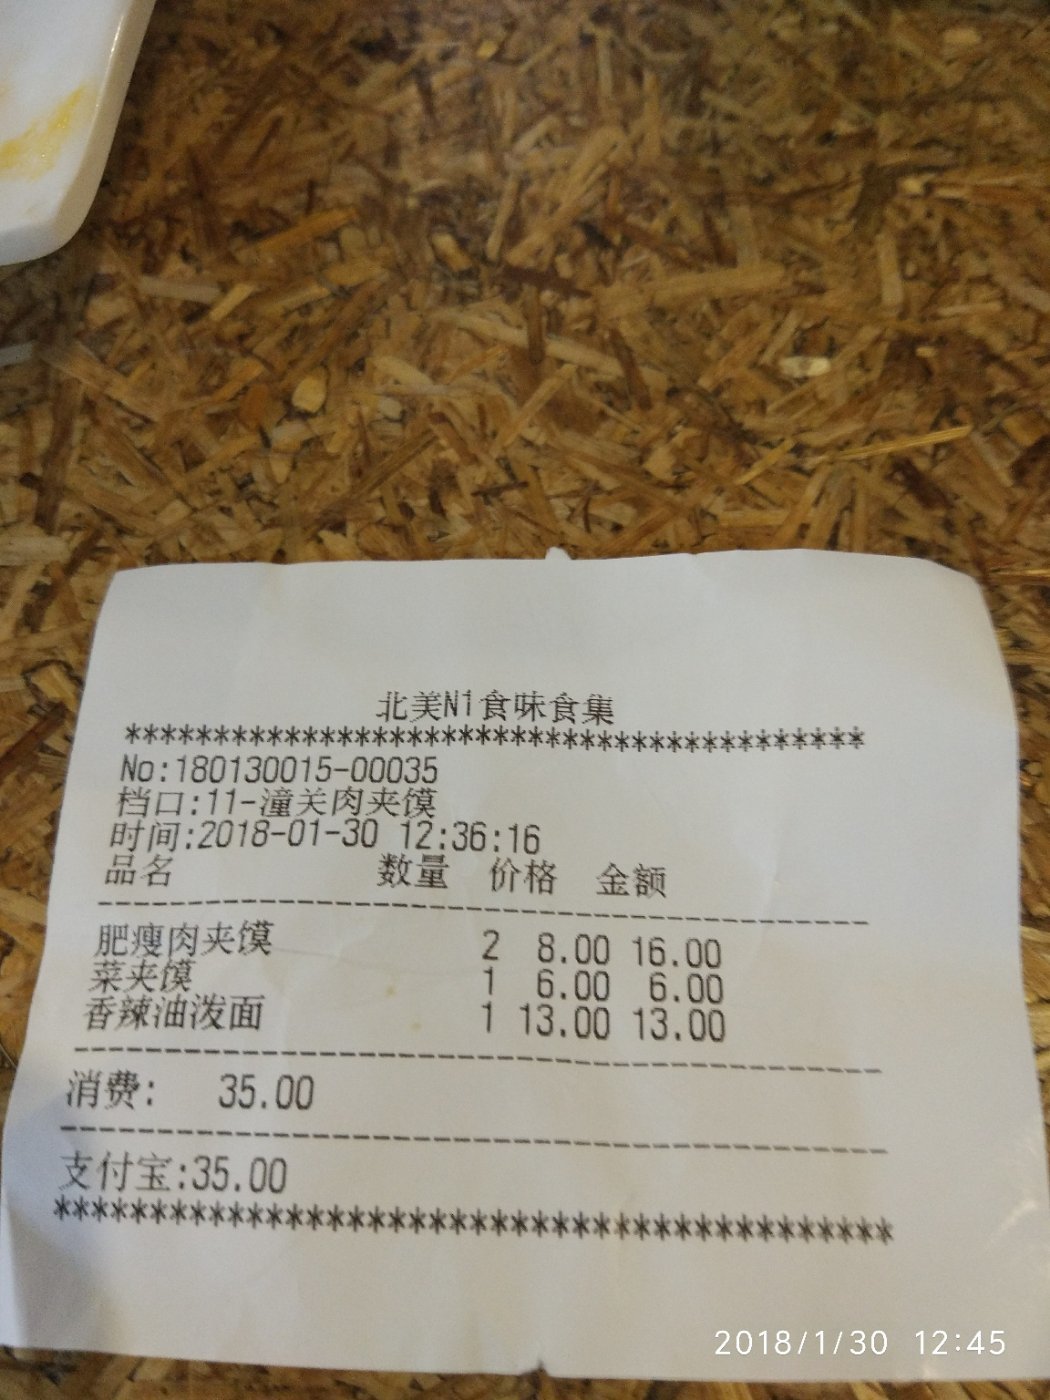 北美N1食味食集
******************************************
No:180130015-00035
档口:11-潼关肉夹馍
时间:2018-01-30 12:36:16
品名 数量 价格 金额
------------------------------------------
肥瘦肉夹馍 2 8.00 16.00
菜夹馍 1 6.00 6.00
香辣油泼面 1 13.00 13.00
------------------------------------------
消费: 35.00
------------------------------------------
支付宝:35.00
******************************************
2018/1/30 12:45